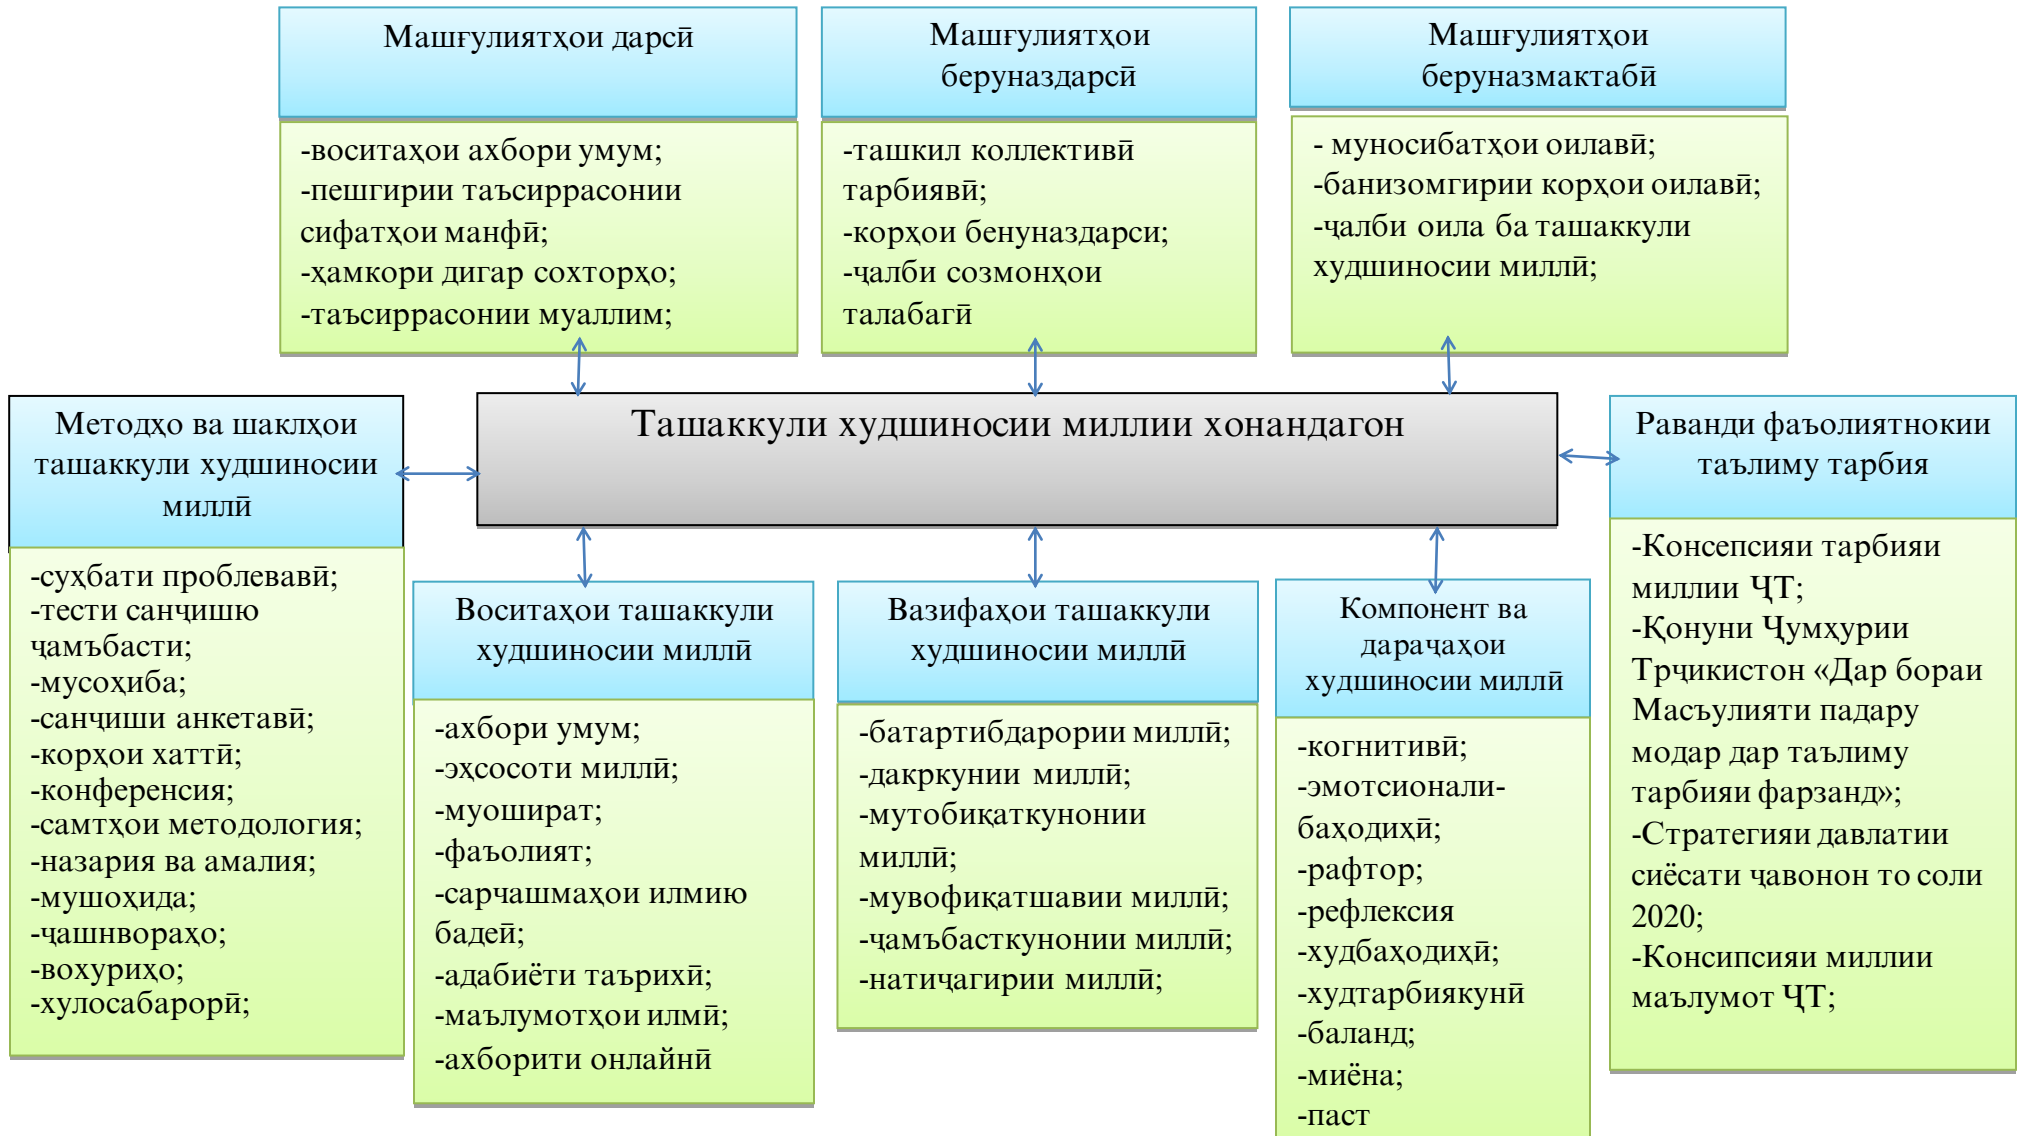 Машғулиятҳои дарсӣ
-воситаҳои ахбори умум;
-пешгирии таъсиррасонии
сифатҳои манфӣ;
-ҳамкори дигар сохторҳо;
-таъсиррасонии муаллим;
Машғулиятҳои
беруназдарсӣ
-ташкил коллективӣ
тарбиявӣ;
-корҳои бенуназдарси;
-ҷалби созмонҳои
талабагӣ
Машғулиятҳои
беруназмактабӣ
- муносибатҳои оилавӣ;
-банизомгирии корҳои оилавӣ;
-ҷалби оила ба ташаккули
худшиносии миллӣ;
Ташаккули худшиносии миллии хонандагон
Методҳо ва шаклҳои
ташаккули худшиносии
миллӣ
-суҳбати проблевавӣ;
-тести санҷишю
ҷамъбасти;
-мусоҳиба;
-санҷиши анкетавӣ;
-корҳои хаттӣ;
-конференсия;
-самтҳои методология;
-назария ва амалия;
-мушоҳида;
-ҷашнвораҳо;
-вохуриҳо;
-хулосабарорӣ;
Воситаҳои ташаккули
худшиносии миллӣ
-ахбори умум;
-эҳсосоти миллӣ;
-муошират;
-фаъолият;
-сарчашмаҳои илмию
бадеӣ;
-адабиёти таърихӣ;
-маълумотҳои илмӣ;
-ахборити онлайнӣ
Вазифаҳои ташаккули
худшиносии миллӣ
-батартибдарории миллӣ;
-дакркунии миллӣ;
-мутобиқаткунонии
миллӣ;
-мувофиқатшавии миллӣ;
-ҷамъбасткунонии миллӣ;
-натиҷагирии миллӣ;
Компонент ва
дараҷаҳои
худшиносии миллӣ
-когнитивӣ;
-эмотсионали-
баҳодиҳӣ;
-рафтор;
-рефлексия
-худбаҳодиҳӣ;
-худтарбиякунӣ
-баланд;
-миёна;
-паст
Раванди фаъолиятнокии
таълиму тарбия
-Консепсияи тарбияи
миллии ҶТ;
-Қонуни Ҷумҳурии
Трҷикистон «Дар бораи
Масъулияти падару
модар дар таълиму
тарбияи фарзанд»;
-Стратегияи давлатии
сиёсати ҷавонон то соли
2020;
-Консипсияи миллии
маълумот ҶТ;